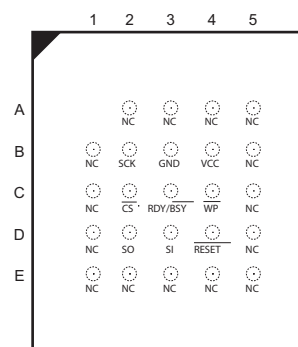 1 2 3 4 5
A
NC NC NC NC
B
NC SCK GND VCC NC
C
NC CS RDY/BSY WP NC
D
NC SO SI RESET NC
E
NC NC NC NC NC